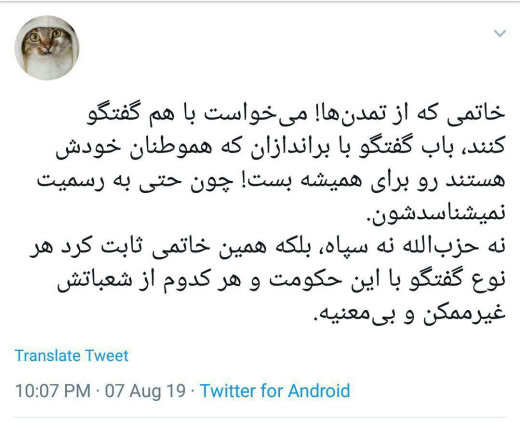 خاتمی که از تمدن‌ها! می‌خواست با هم گفتگو
کنند، باب گفتگو با براندازان که هموطنان خودش
هستند رو برای همیشه بست! چون حتی به رسمیت
نمیشناسدشون.
نه حزب‌الله نه سپاه، بلکه همین خاتمی ثابت کرد هر
نوع گفتگو با این حکومت و هر کدوم از شعباتش
غیرممکن و بی‌معنیه.
Translate Tweet
10:07 PM · 07 Aug 19 · Twitter for Android